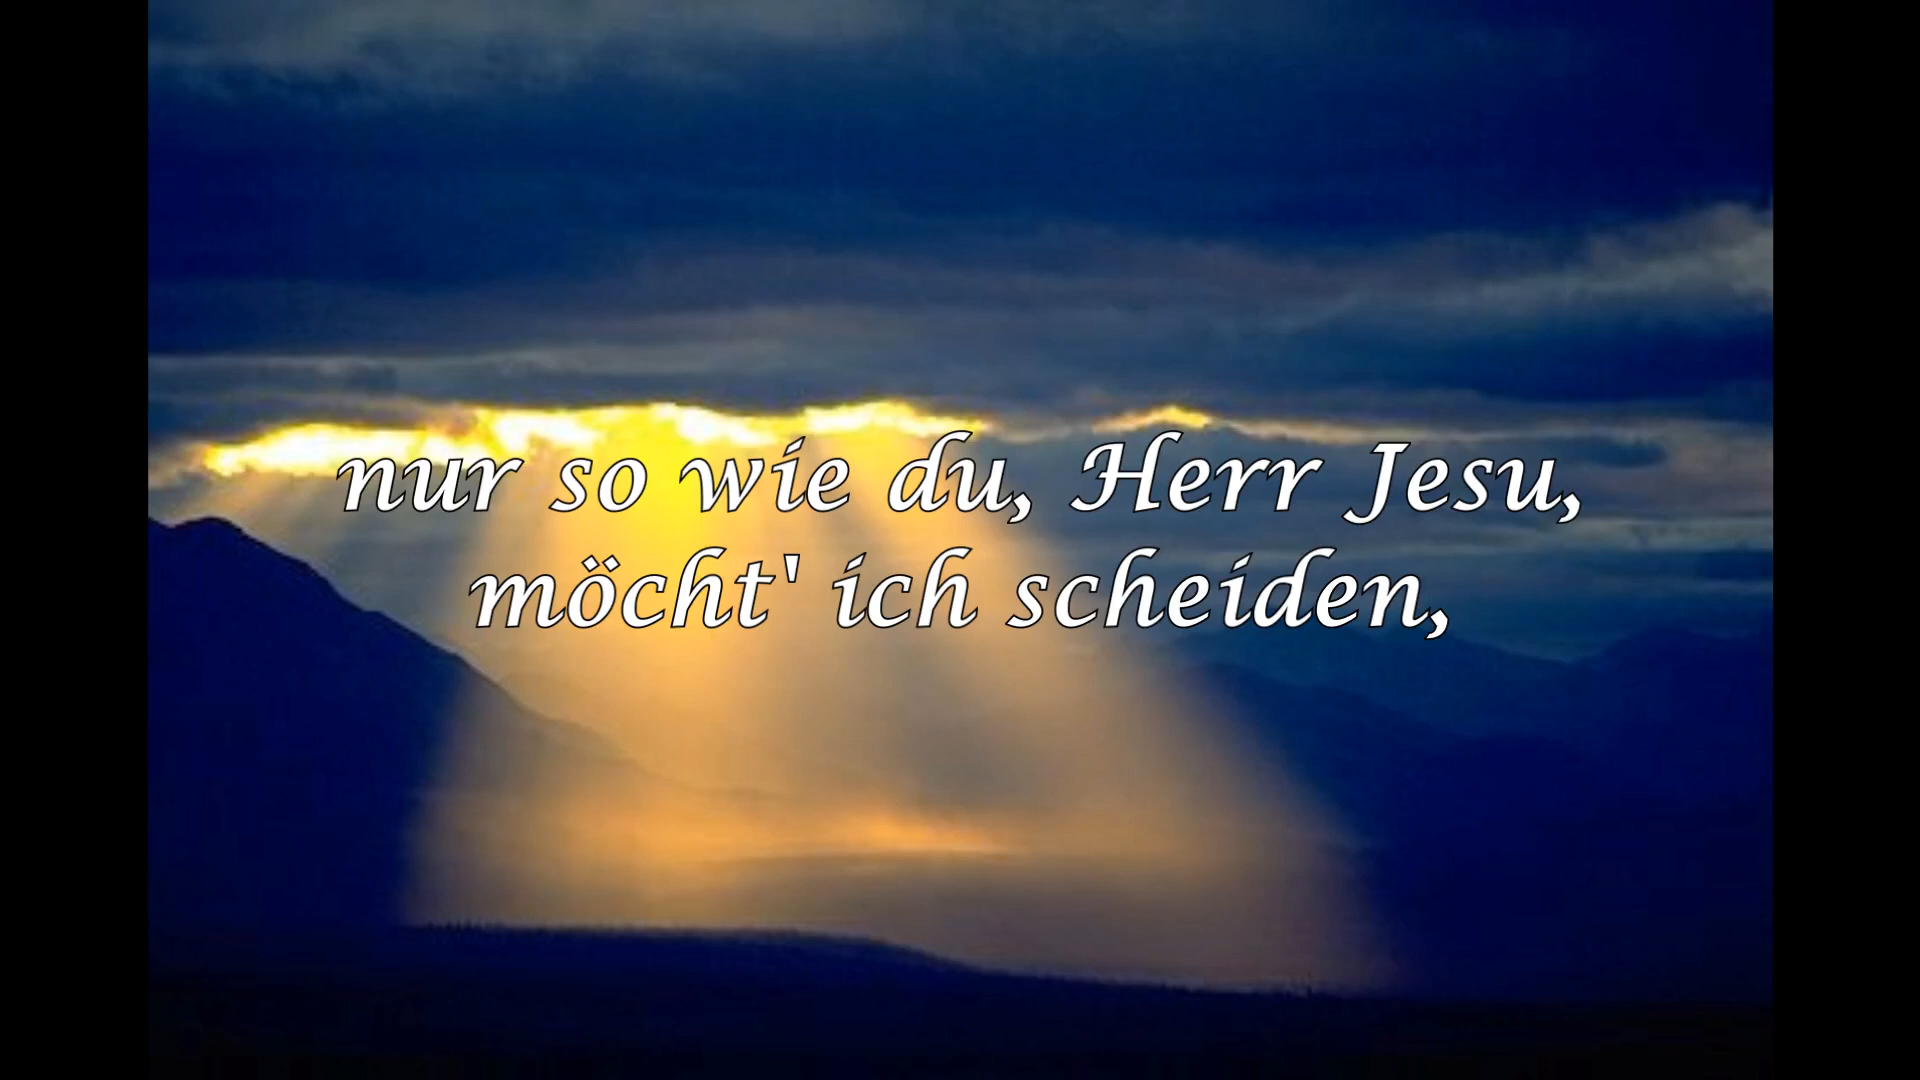 nur so wie du, Herr Jesu,
möcht' ich scheiden,